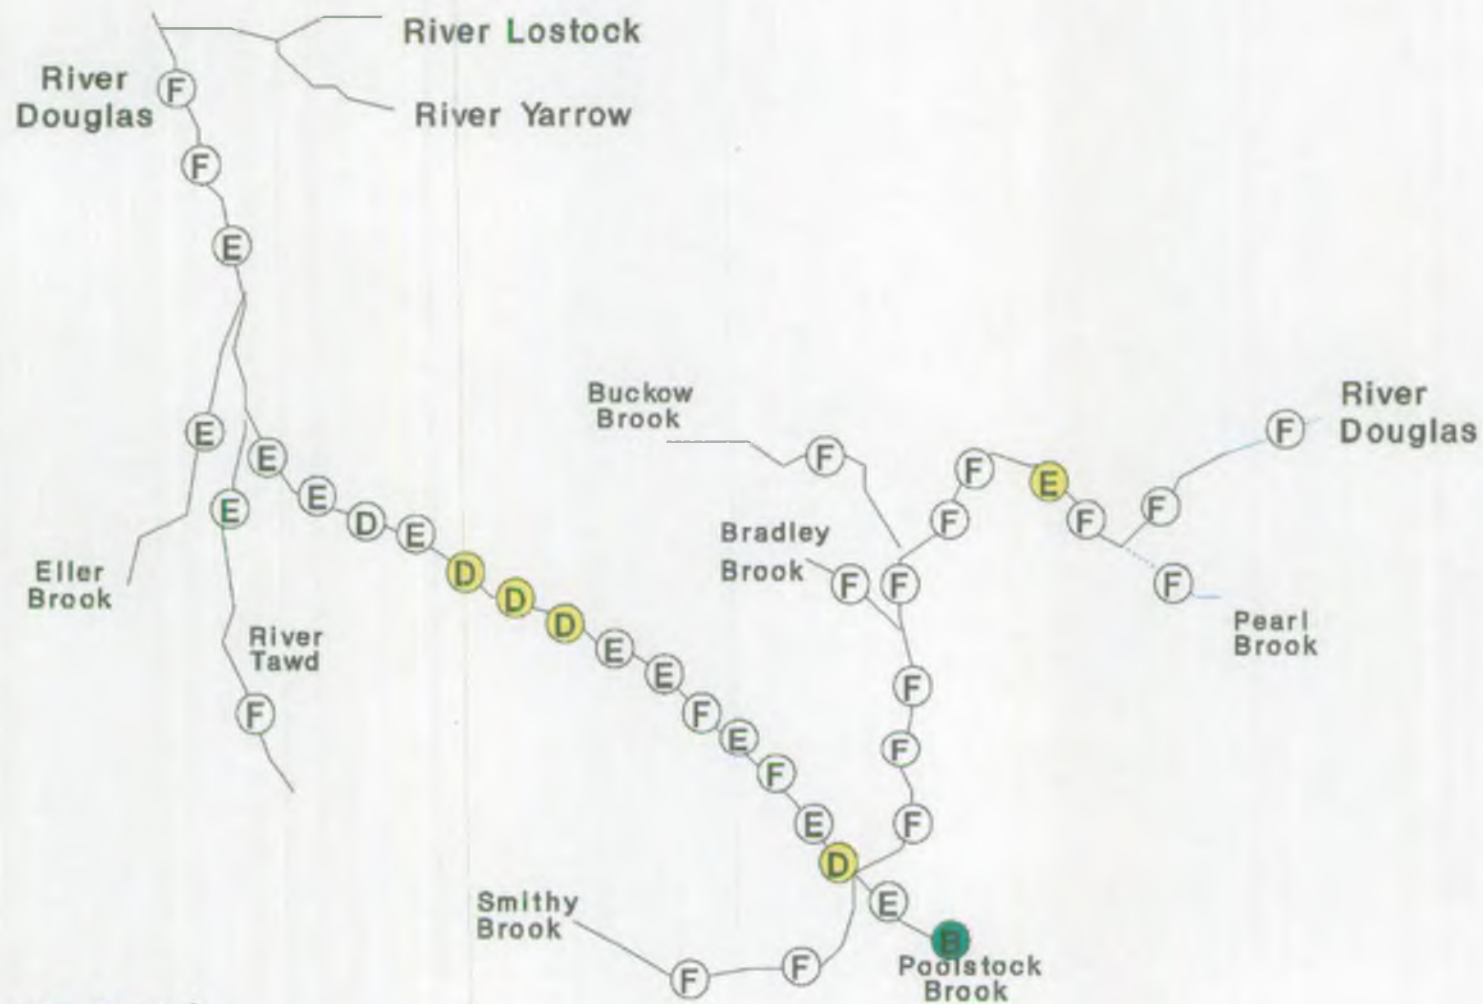 River Lostock
River
Douglas
River Yarrow
F
F
E
E
E
E
E
D
E
D
D
D
E
E
F
E
F
E
D
E
B
Poolstock
Brook
Eller
Brook
River
Tawd
F
Smithy
Brook
F
F
Buckow
Brook
F
Bradley
Brook
F
F
F
F
F
F
F
E
F
F
F
River
Douglas
F
Pearl
Brook